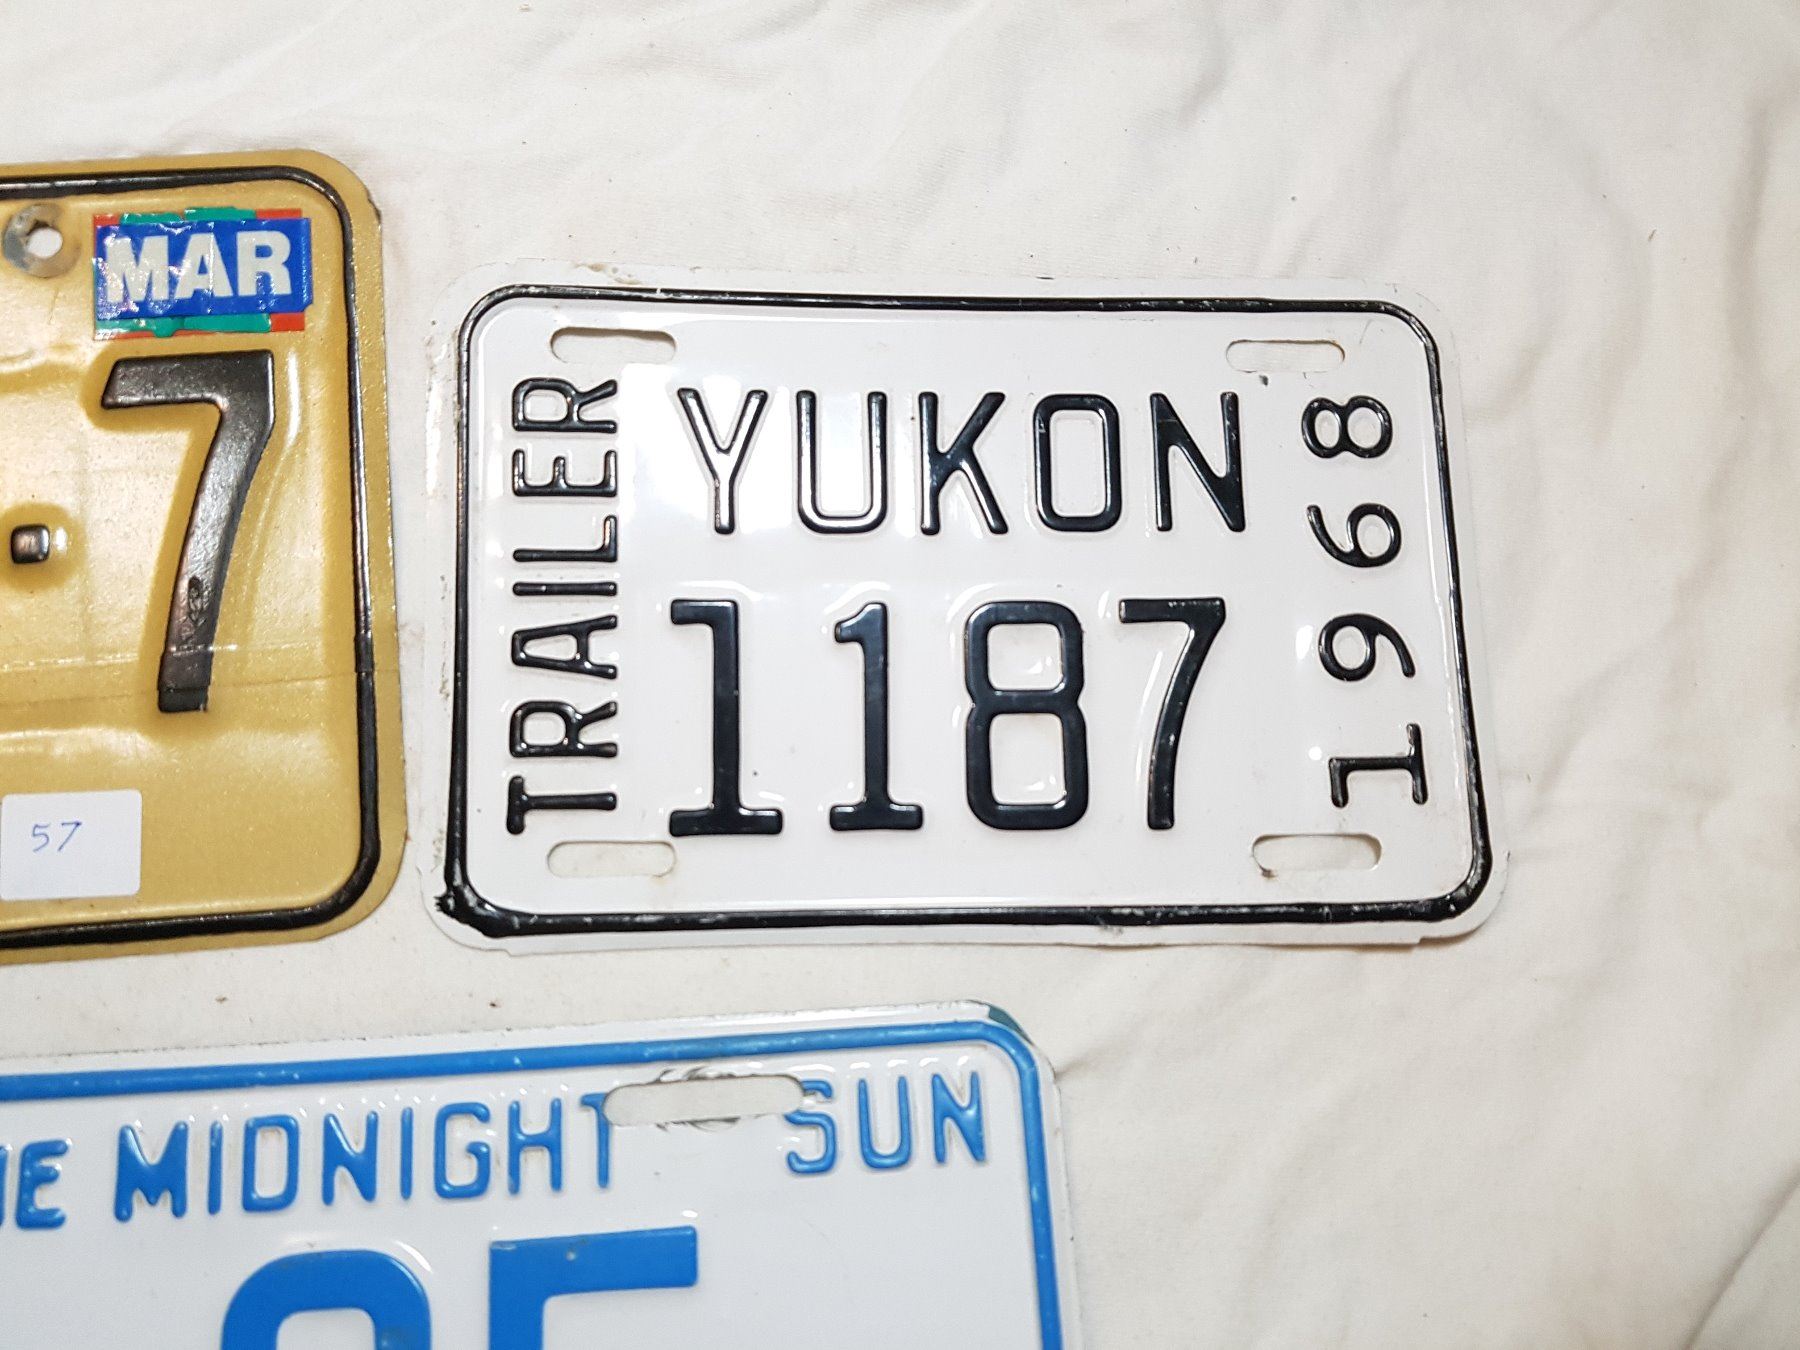 MAR
7
57
TRAILER
YUKON
1187
1968
MIDNIGHT SUN